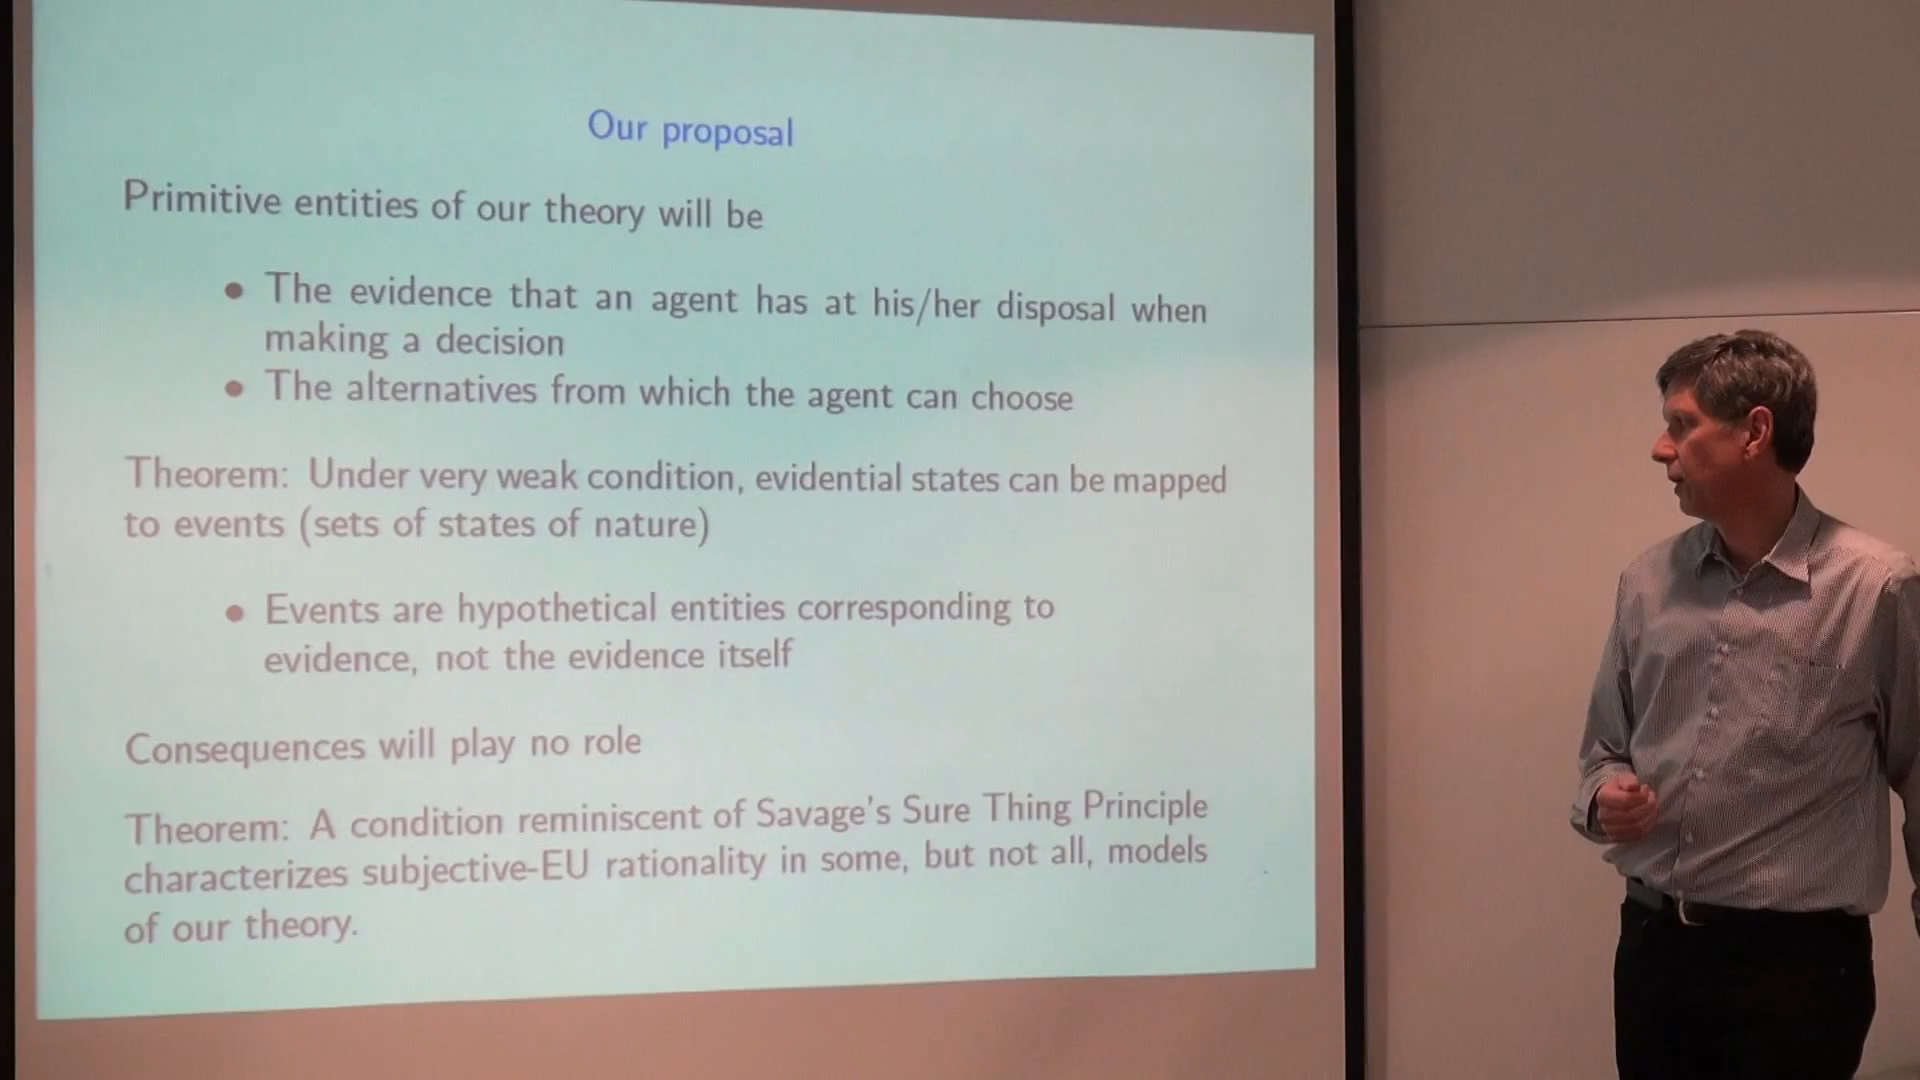 Our proposal
Primitive entities of our theory will be
• The evidence that an agent has at his/her disposal when
making a decision
• The alternatives from which the agent can choose
Theorem: Under very weak condition, evidential states can be mapped
to events (sets of states of nature)
• Events are hypothetical entities corresponding to
evidence, not the evidence itself
Consequences will play no role
Theorem: A condition reminiscent of Savage's Sure Thing Principle
characterizes subjective-EU rationality in some, but not all, models
of our theory.